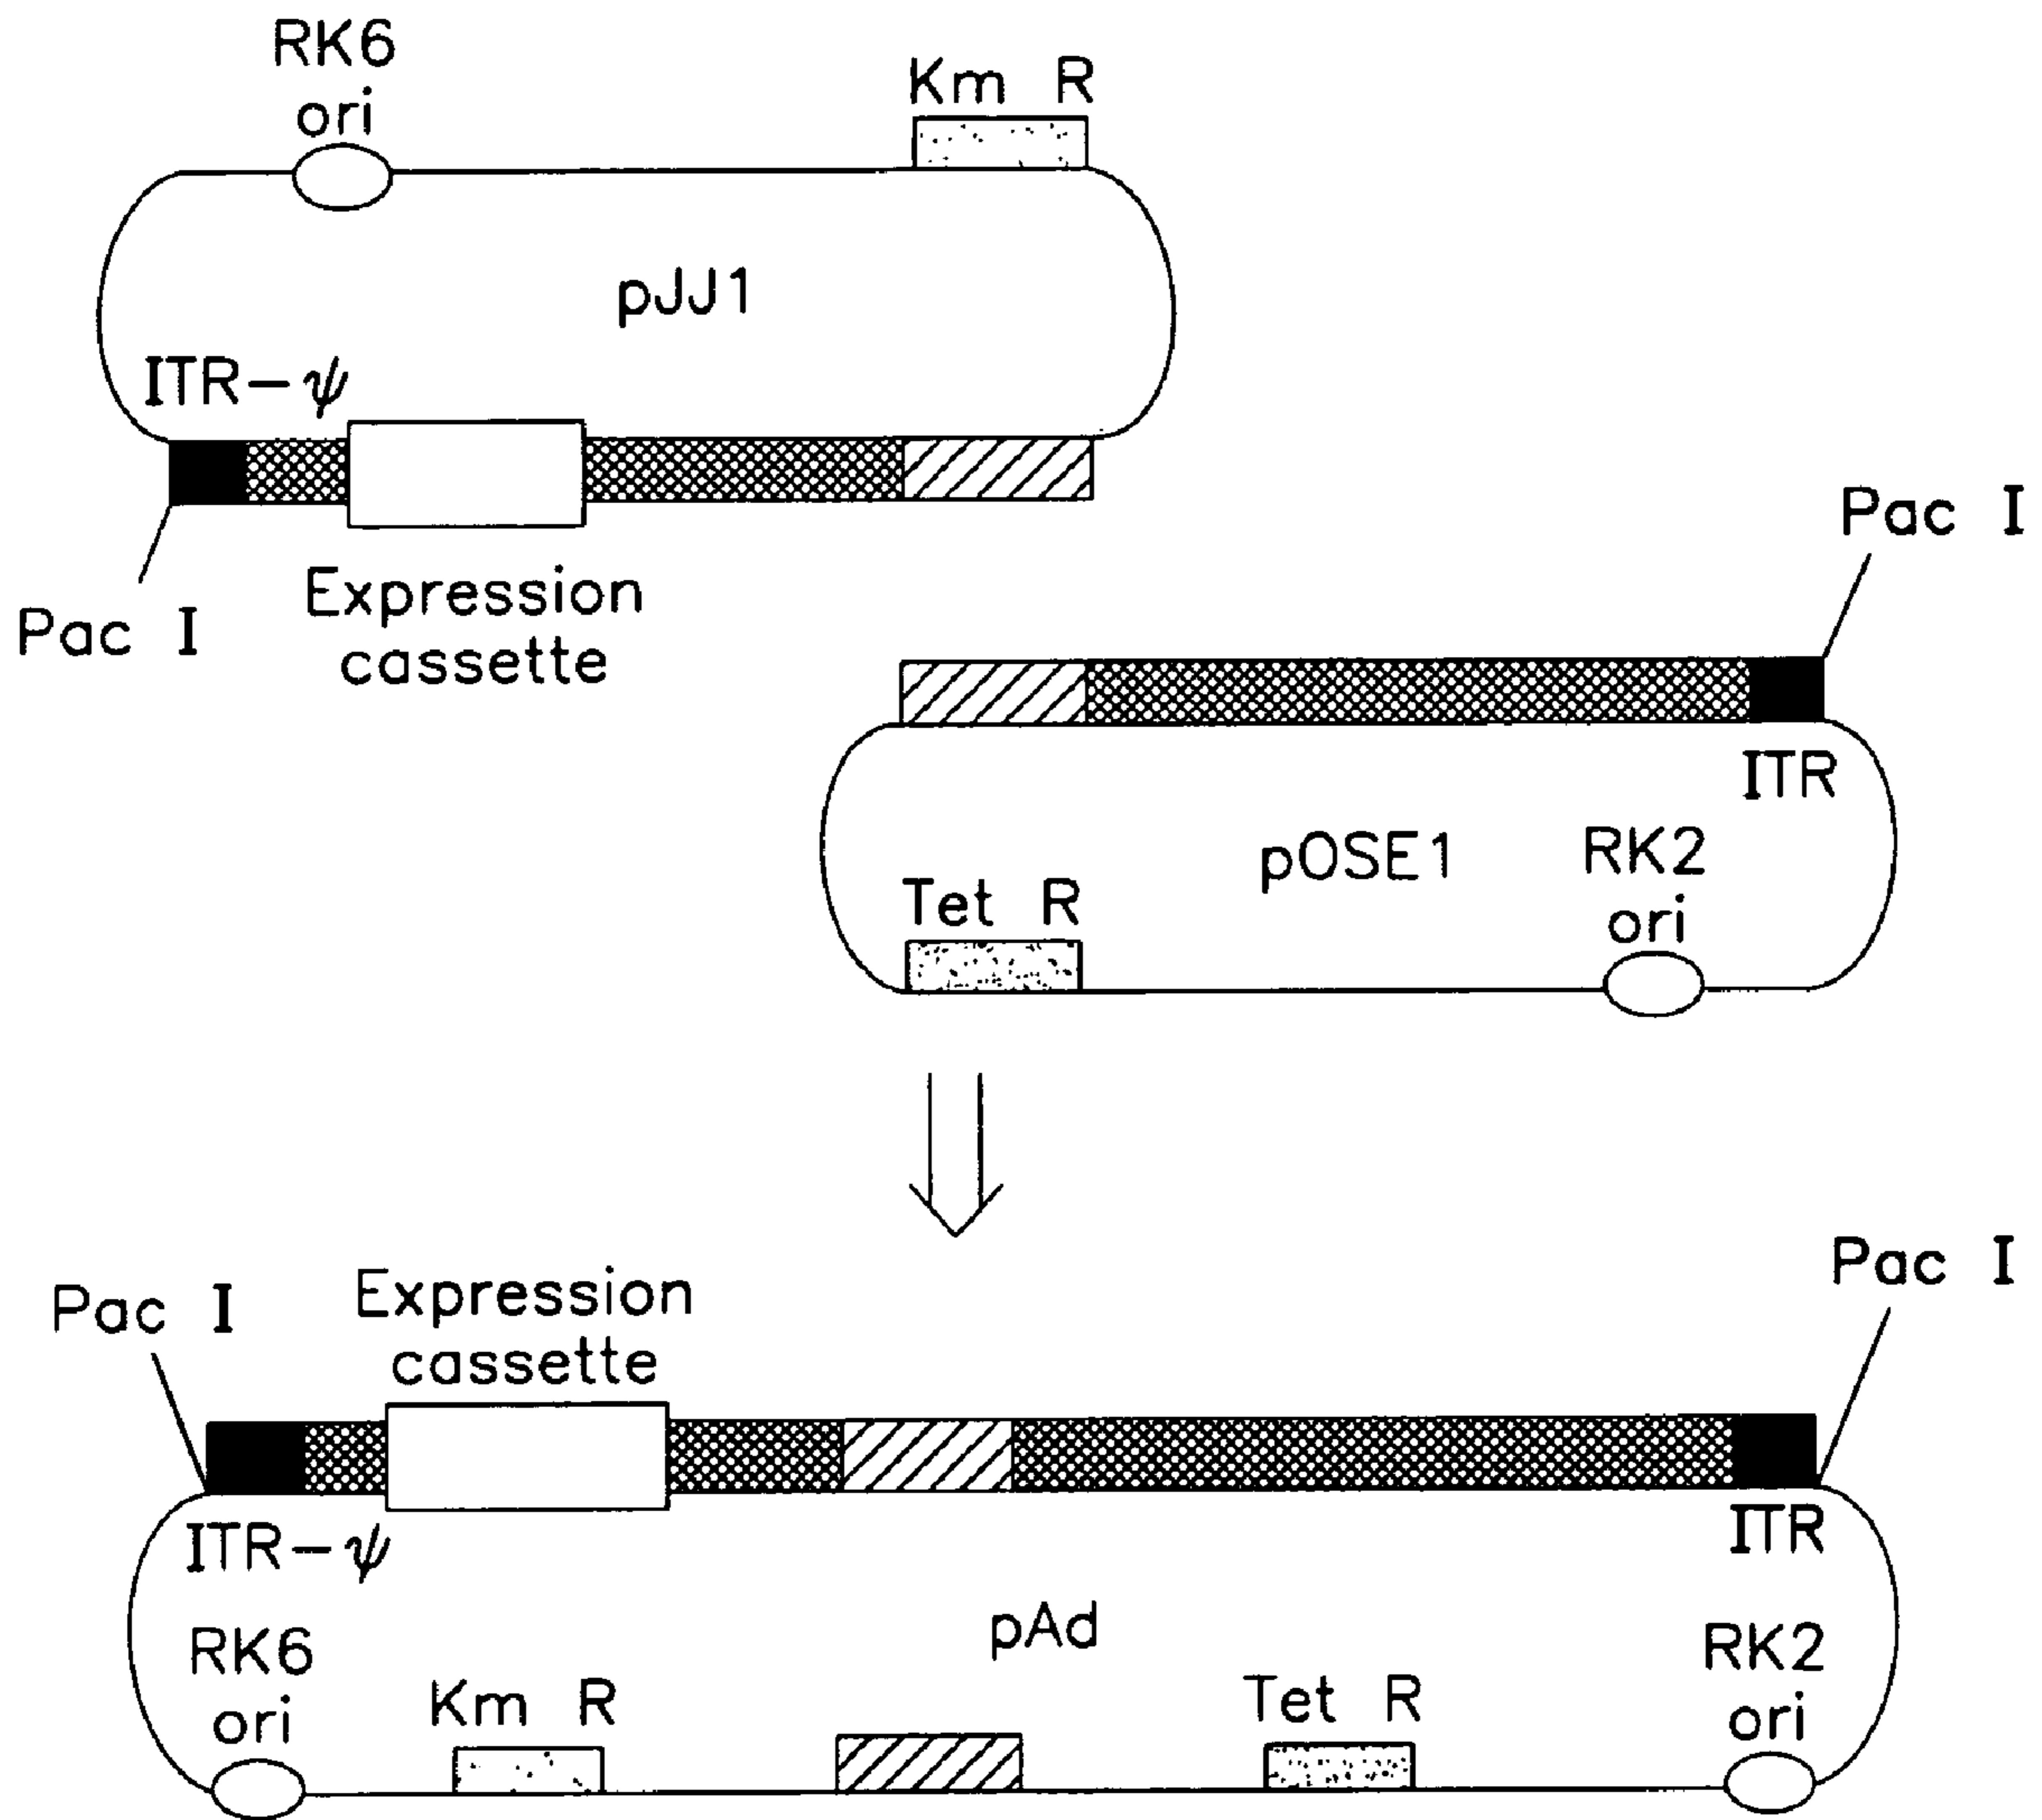 RK6
ori
Km R
pJJ1
ITR-ψ
Pac I
Expression
cassette
Pac I
ITR
pOSE1
RK2
ori
Tet R
Pac I
Expression
cassette
Pac I
ITR-ψ
ITR
pAd
RK6
ori
Km R
Tet R
RK2
ori